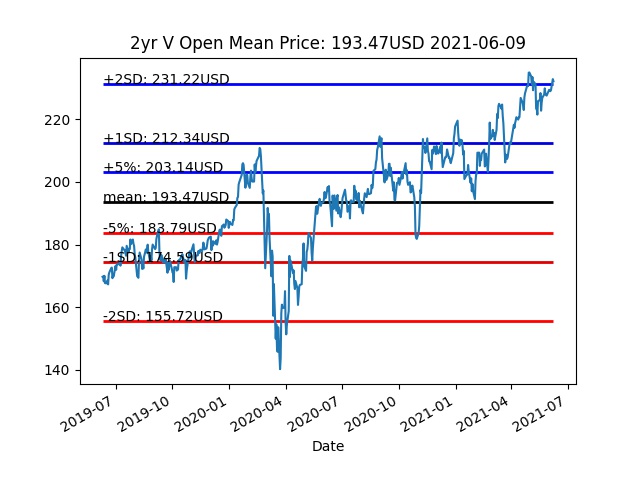 2yr V Open Mean Price: 193.47USD 2021-06-09
+2SD: 231.22USD
220
+1SD: 212.34USD
+5%: 203.14USD
200
mean: 193.47USD
-5%: 183.79USD
180
-1SD: 174.59USD
160
-2SD: 155.72USD
140
2019-07 2019-10 2020-01 2020-04 2020-07 2020-10 2021-01 2021-04 2021-07
Date